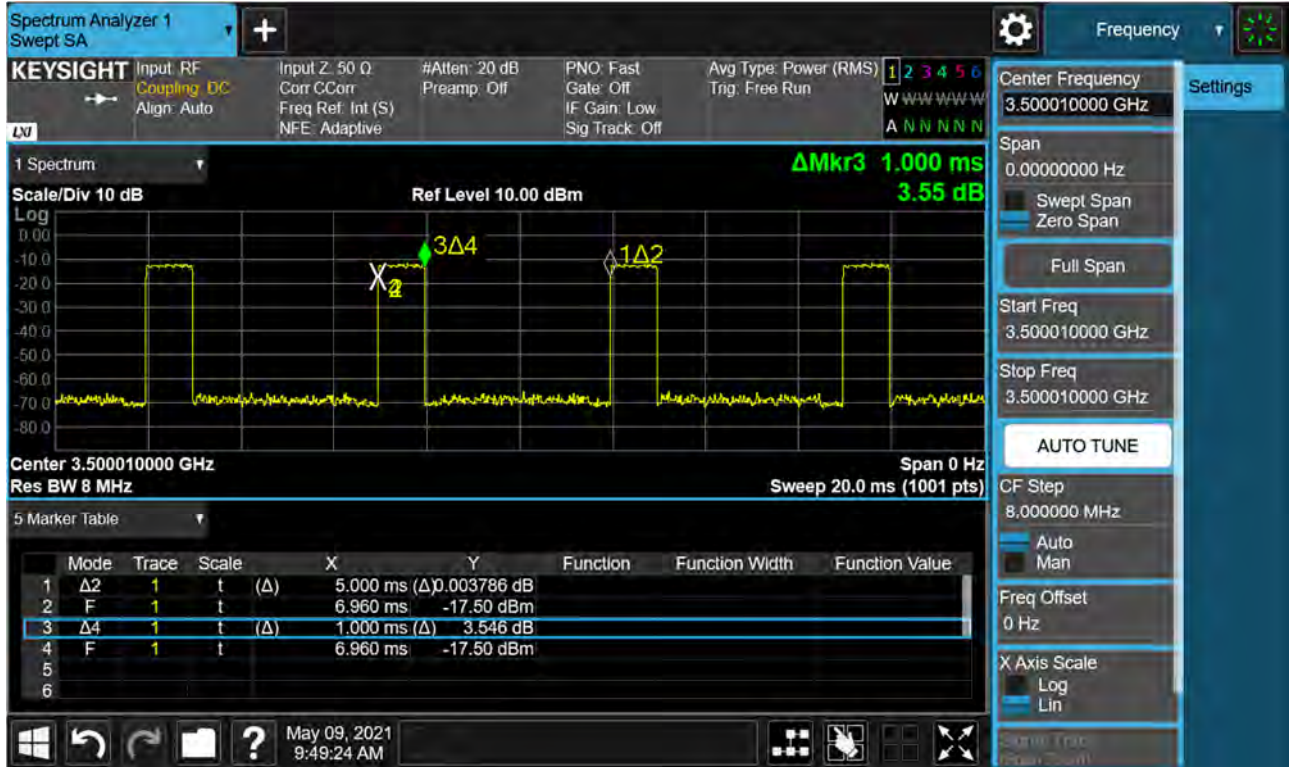 Spectrum Analyzer 1
Swept SA
Frequency
KEYSIGHT
Input: RF
Coupling: DC
Align: Auto
Input Z: 50 Ω
Corr CCorr
Freq Ref: Int (S)
NFE: Adaptive
#Atten: 20 dB
Preamp: Off
PNO: Fast
Gate: Off
IF Gain: Low
Sig Track: Off
Avg Type: Power (RMS)
Trig: Free Run
1 2 3 4 5 6
W W W W W W
A N N N N N
LXI
1 Spectrum
Scale/Div 10 dB
Ref Level 10.00 dBm
ΔMkr3 1.000 ms
3.55 dB
Log
0.00
-10.0
-20.0
-30.0
-40.0
-50.0
-60.0
-70.0
-80.0
3Δ4
1Δ2
Center 3.500010000 GHz
Res BW 8 MHz
Span 0 Hz
Sweep 20.0 ms (1001 pts)
5 Marker Table
Mode Trace Scale X Y Function Function Width Function Value
1 Δ2 1 t (Δ) 5.000 ms (Δ) 0.003786 dB
2 F 1 t 6.960 ms -17.50 dBm
3 Δ4 1 t (Δ) 1.000 ms (Δ) 3.546 dB
4 F 1 t 6.960 ms -17.50 dBm
5
6
?
May 09, 2021
9:49:24 AM
Center Frequency
3.500010000 GHz
Settings
Span
0.00000000 Hz
Swept Span
Zero Span
Full Span
Start Freq
3.500010000 GHz
Stop Freq
3.500010000 GHz
AUTO TUNE
CF Step
8.000000 MHz
Auto
Man
Freq Offset
0 Hz
X Axis Scale
Log
Lin